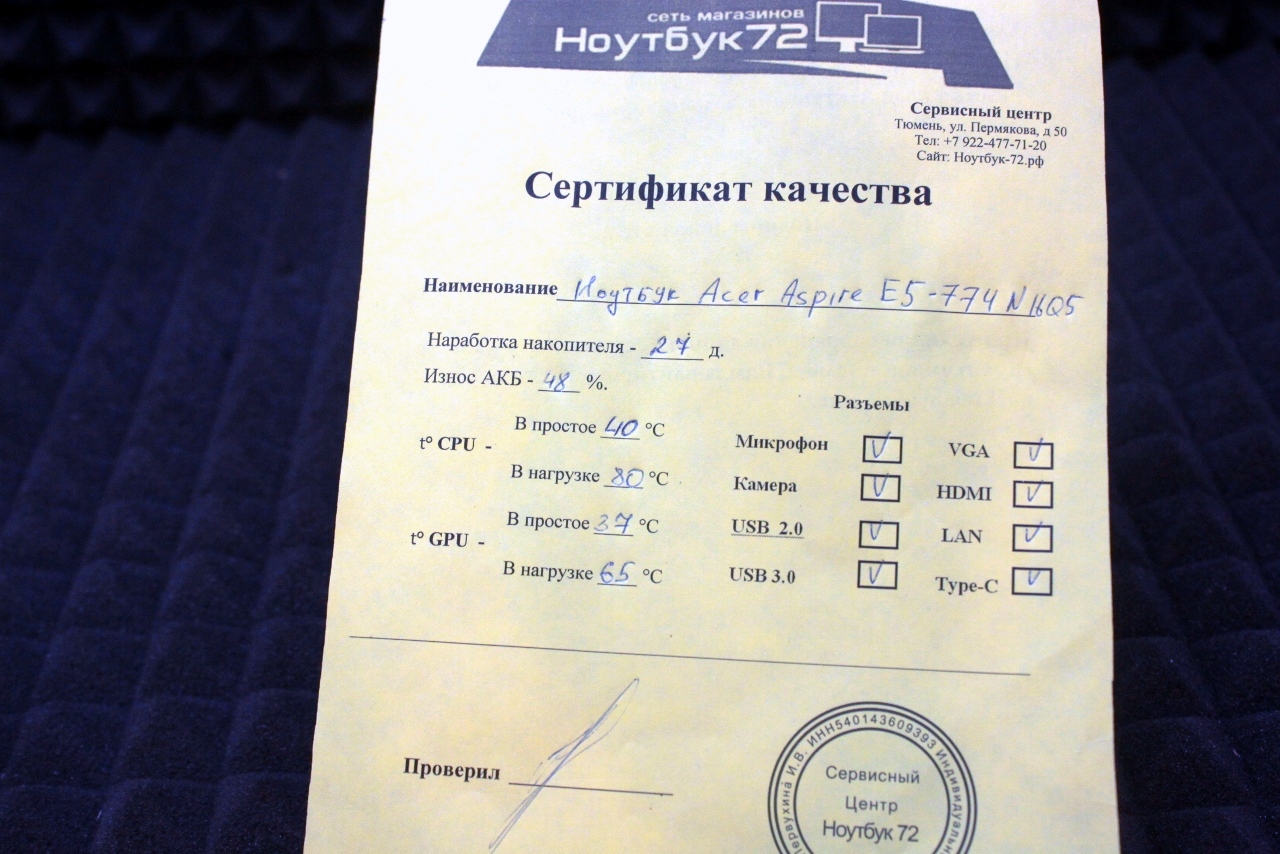 сеть магазинов
Ноутбук72
Сервисный центр
Тюмень, ул. Пермякова, д 50
Тел: +7 922-477-71-20
Сайт: Ноутбук-72.рф
Сертификат качества
Наименование Ноутбук Acer Aspire E5-774 N16Q5
Наработка накопителя - 27 д.
Износ АКБ - 48 %.
Разъемы
t° CPU -
В простое 40 °C
В нагрузке 80 °C
t° GPU -
В простое 37 °C
В нагрузке 65 °C
Микрофон ✓ VGA ✓
Камера ✓ HDMI ✓
USB 2.0 ✓ LAN ✓
USB 3.0 ✓ Type-C ✓
Проверил
И.В. ИНН540143609393
Сервисный
Центр
Ноутбук 72